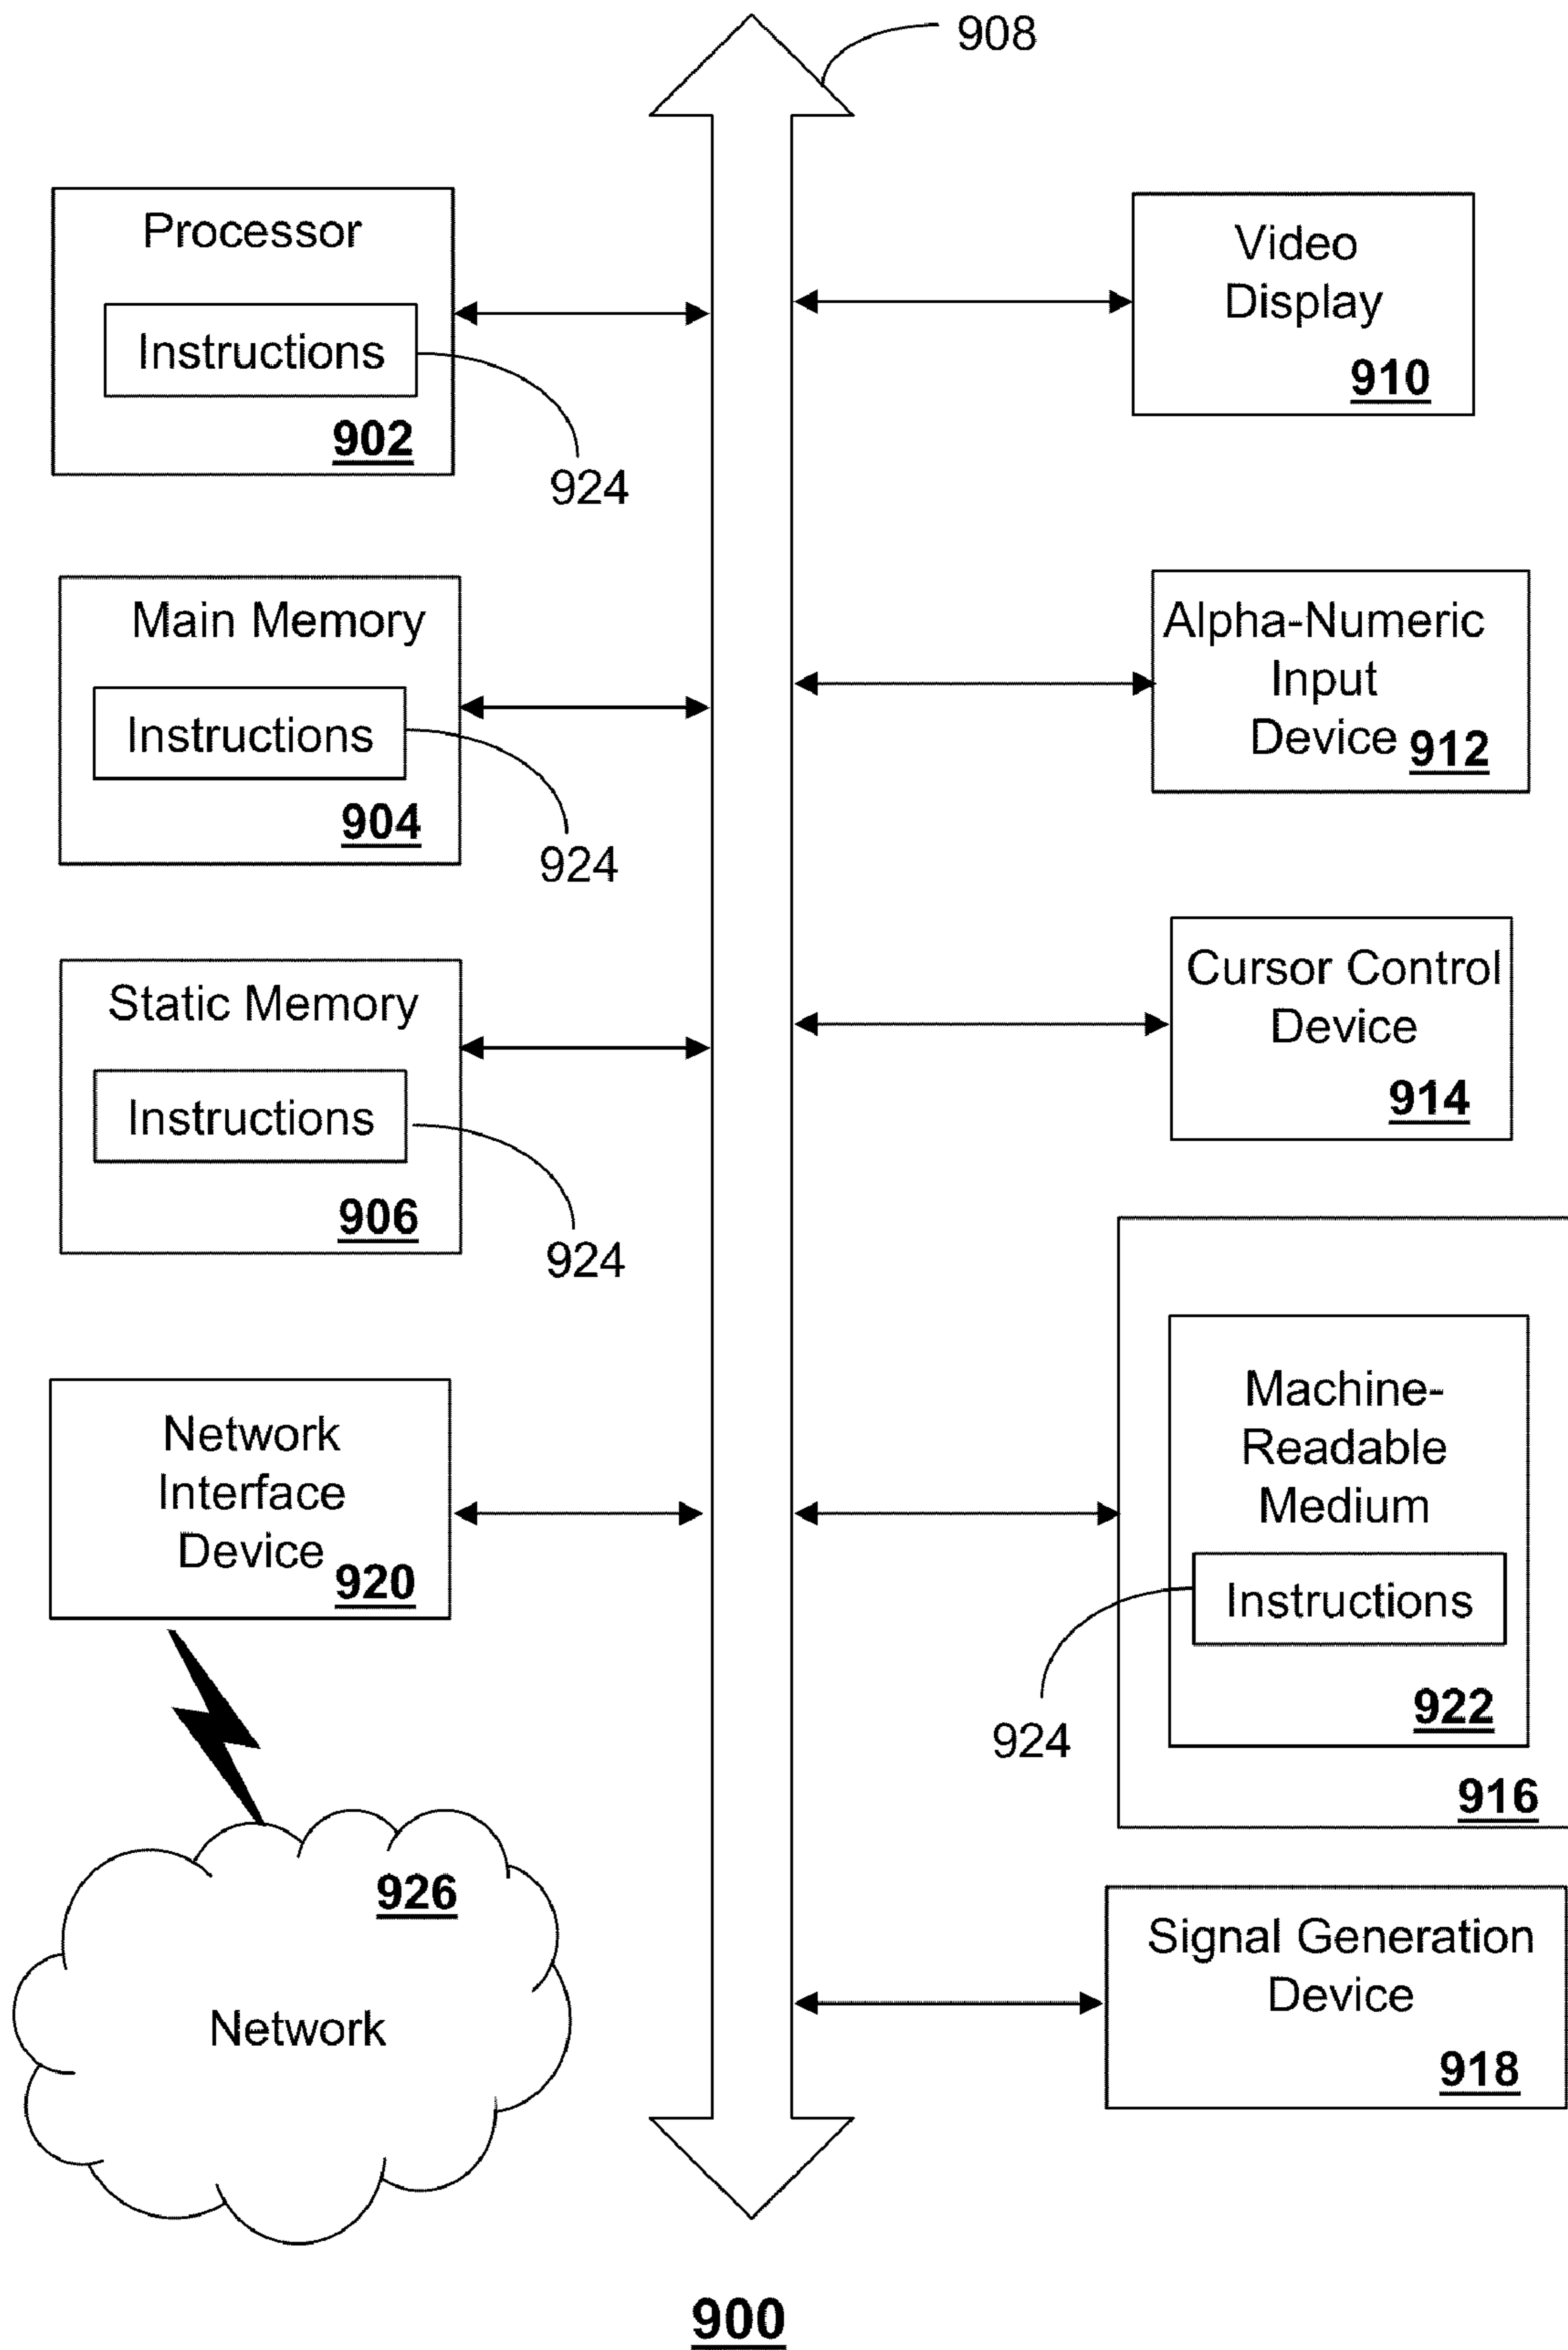 908
Processor
Instructions
902
924
Main Memory
Instructions
904
924
Static Memory
Instructions
906
924
Network
Interface
Device 920
926
Network
Video
Display
910
Alpha-Numeric
Input
Device 912
Cursor Control
Device
914
Machine-
Readable
Medium
Instructions
924
922
916
Signal Generation
Device
918
900